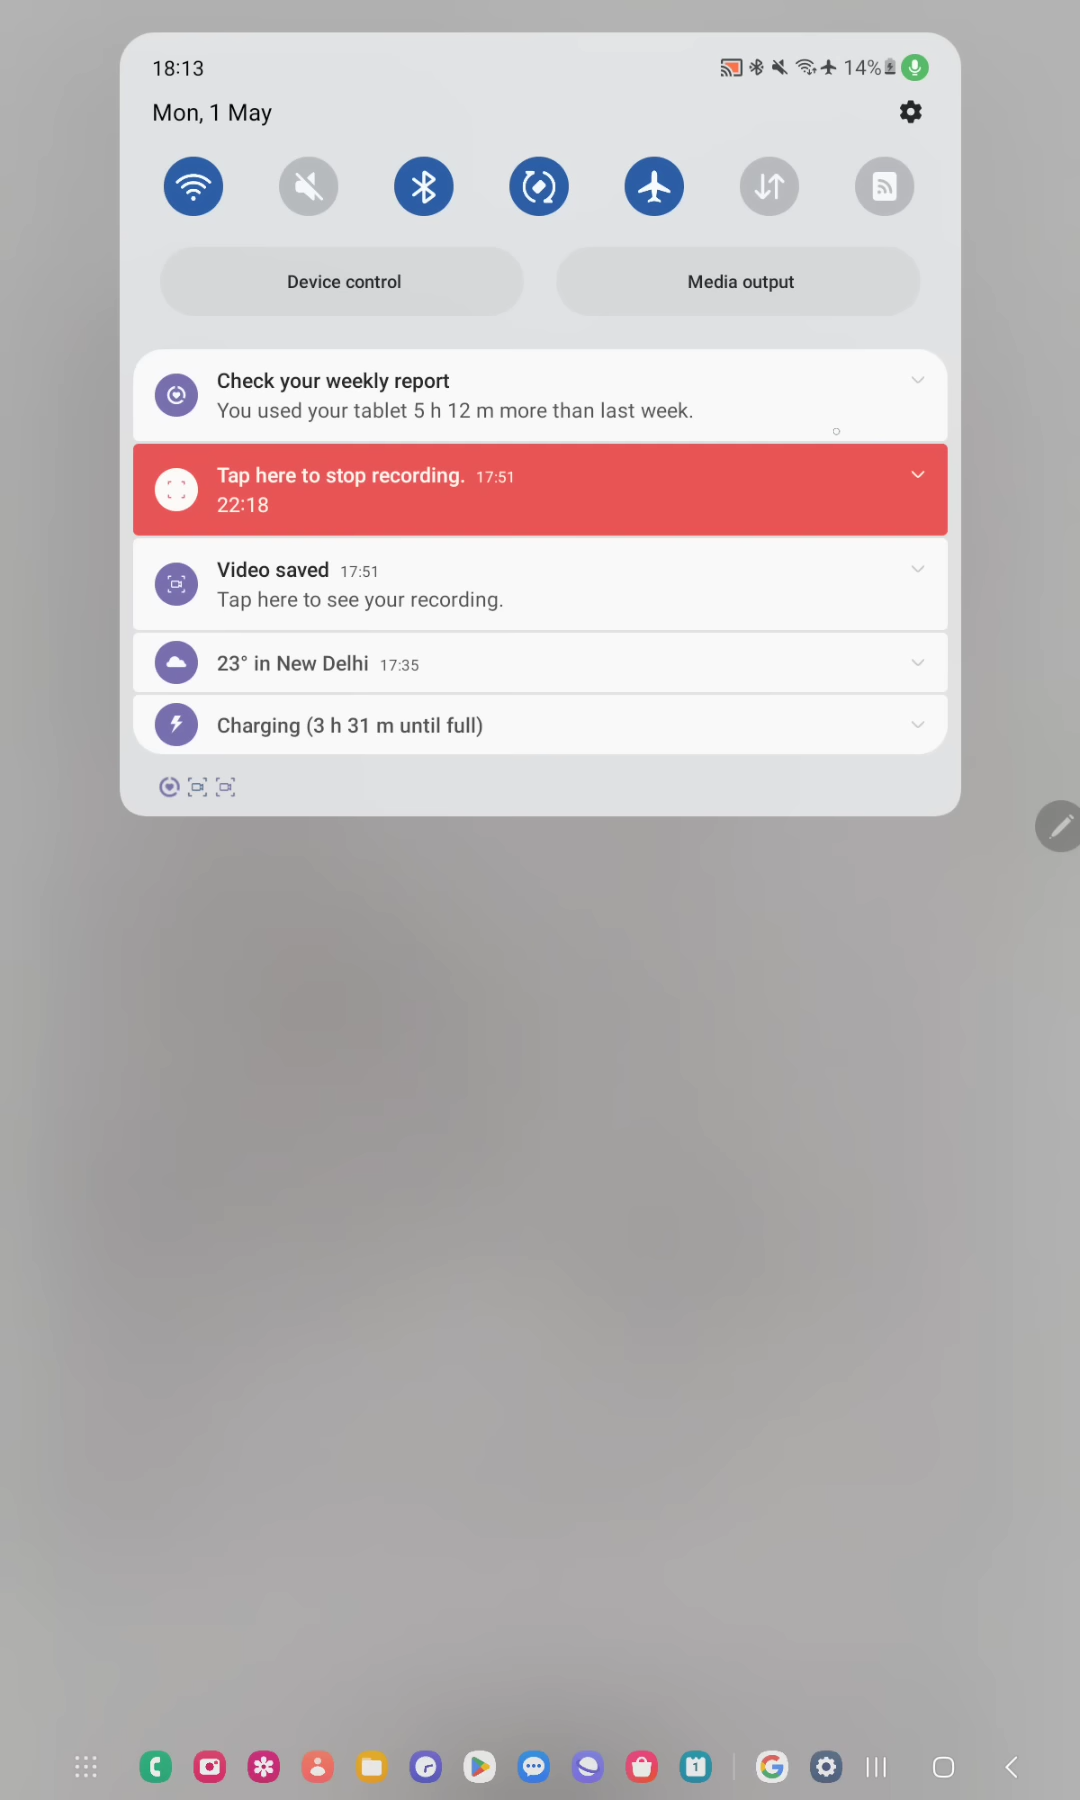 18:13
14%
Mon, 1 May
Device control
Media output
Check your weekly report
You used your tablet 5 h 12 m more than last week.
Tap here to stop recording. 17:51
22:18
Video saved 17:51
Tap here to see your recording.
23° in New Delhi 17:35
Charging (3 h 31 m until full)
1